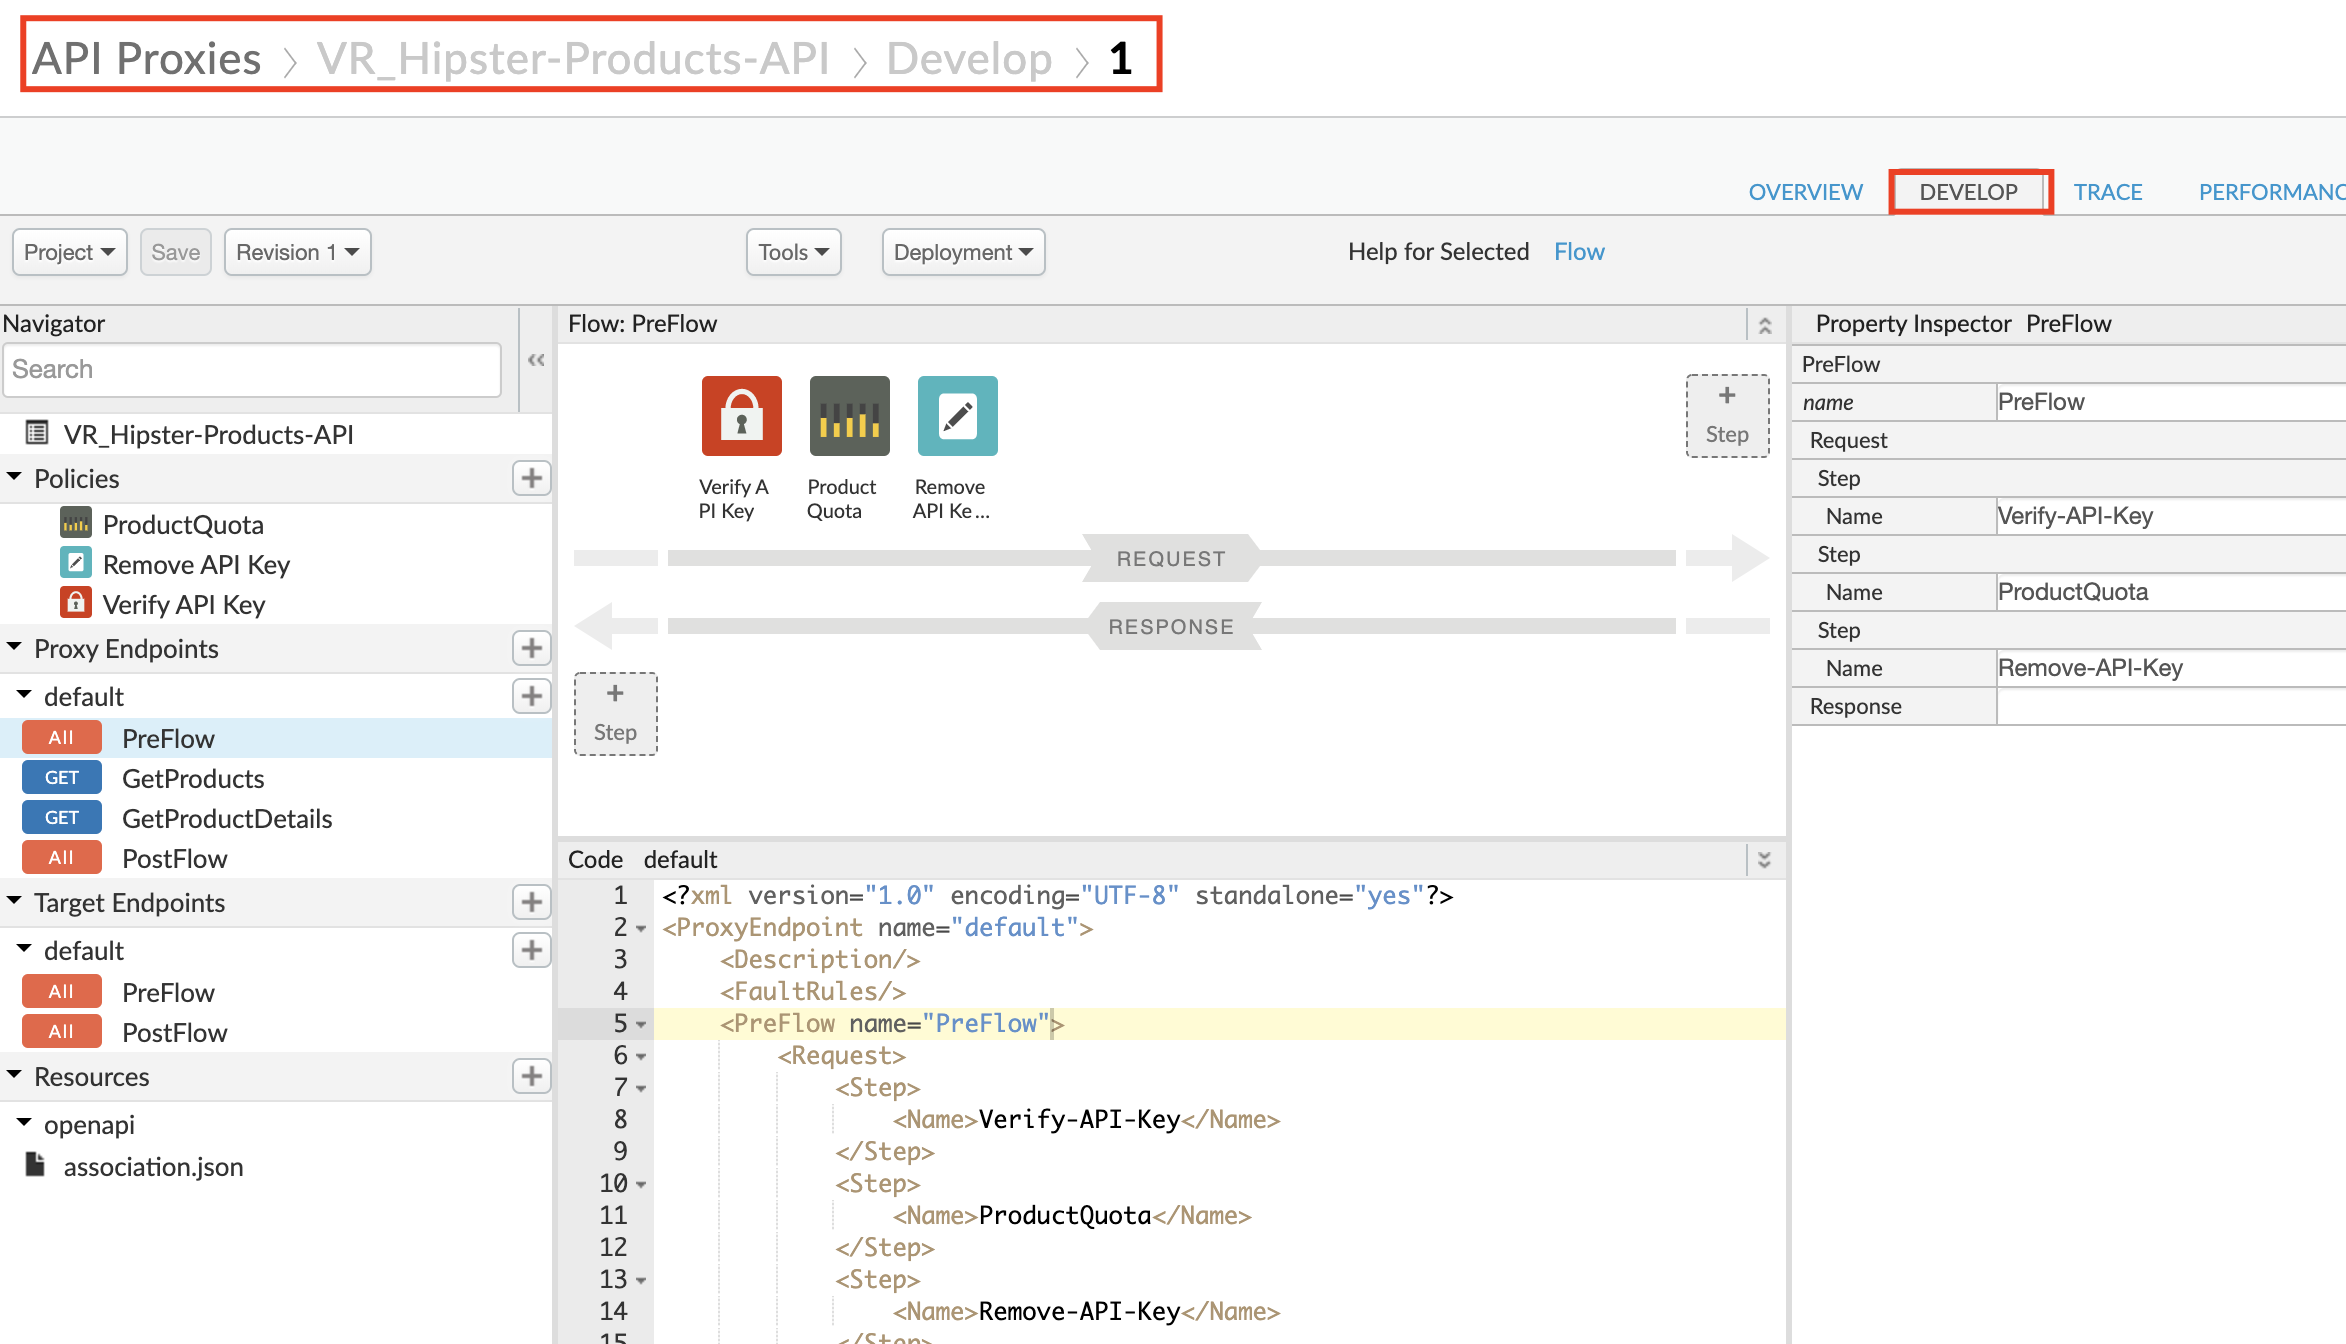 API Proxies > VR_Hipster-Products-API > Develop > 1
OVERVIEW DEVELOP TRACE PERFORMANC
Project Save Revision 1 Tools Deployment Help for Selected Flow
Navigator
Search
VR_Hipster-Products-API
Policies
ProductQuota
Remove API Key
Verify API Key
Proxy Endpoints
default
All PreFlow
GET GetProducts
GET GetProductDetails
All PostFlow
Target Endpoints
default
All PreFlow
All PostFlow
Resources
openapi
association.json
Flow: PreFlow
Verify A
PI Key
Product
Quota
Remove
API Ke...
+
Step
REQUEST
RESPONSE
+
Step
Code default
1 <?xml version="1.0" encoding="UTF-8" standalone="yes"?>
2 <ProxyEndpoint name="default">
3 <Description/>
4 <FaultRules/>
5 <PreFlow name="PreFlow">
6 <Request>
7 <Step>
8 <Name>Verify-API-Key</Name>
9 </Step>
10 <Step>
11 <Name>ProductQuota</Name>
12 </Step>
13 <Step>
14 <Name>Remove-API-Key</Name>
15 </Step>
Property Inspector PreFlow
PreFlow
name PreFlow
Request
Step
Name Verify-API-Key
Step
Name ProductQuota
Step
Name Remove-API-Key
Response